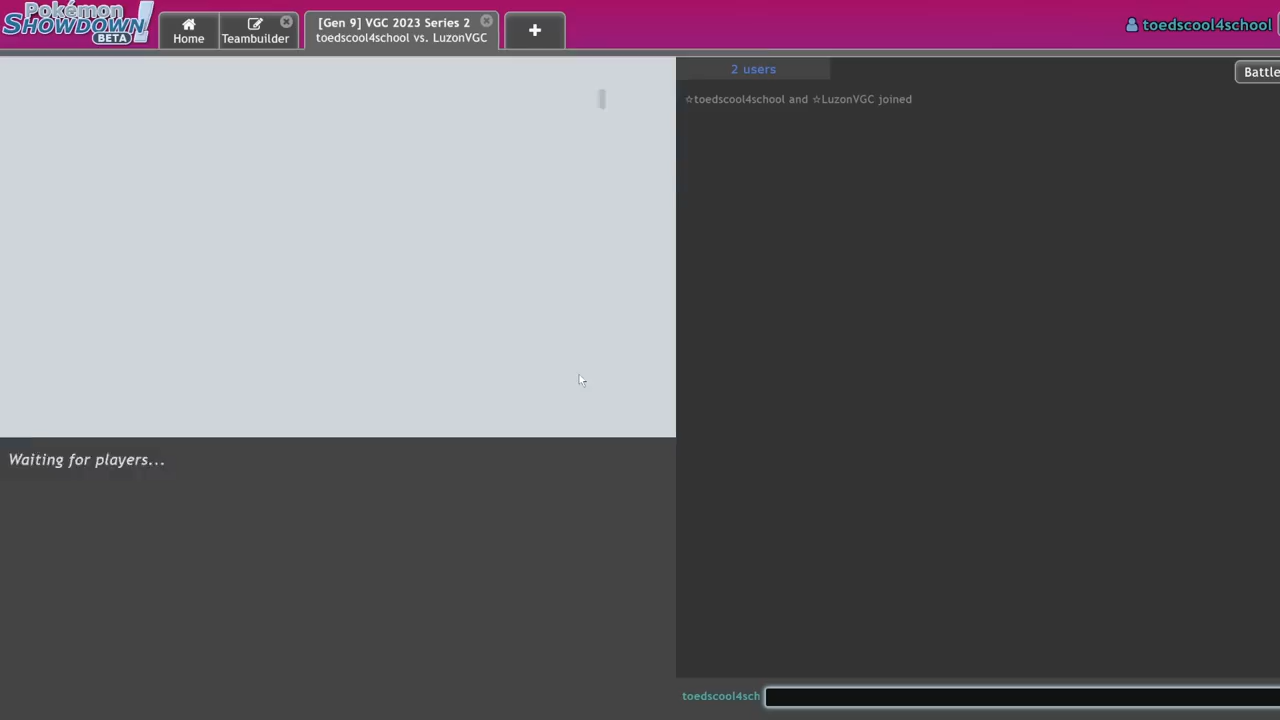 Pokémon
SHOWDOWN!
BETA
Home
Teambuilder
[Gen 9] VGC 2023 Series 2
toedscool4school vs. LuzonVGC
+
toedscool4school
2 users
Battle
☆toedscool4school and ☆LuzonVGC joined
Waiting for players...
toedscool4sch